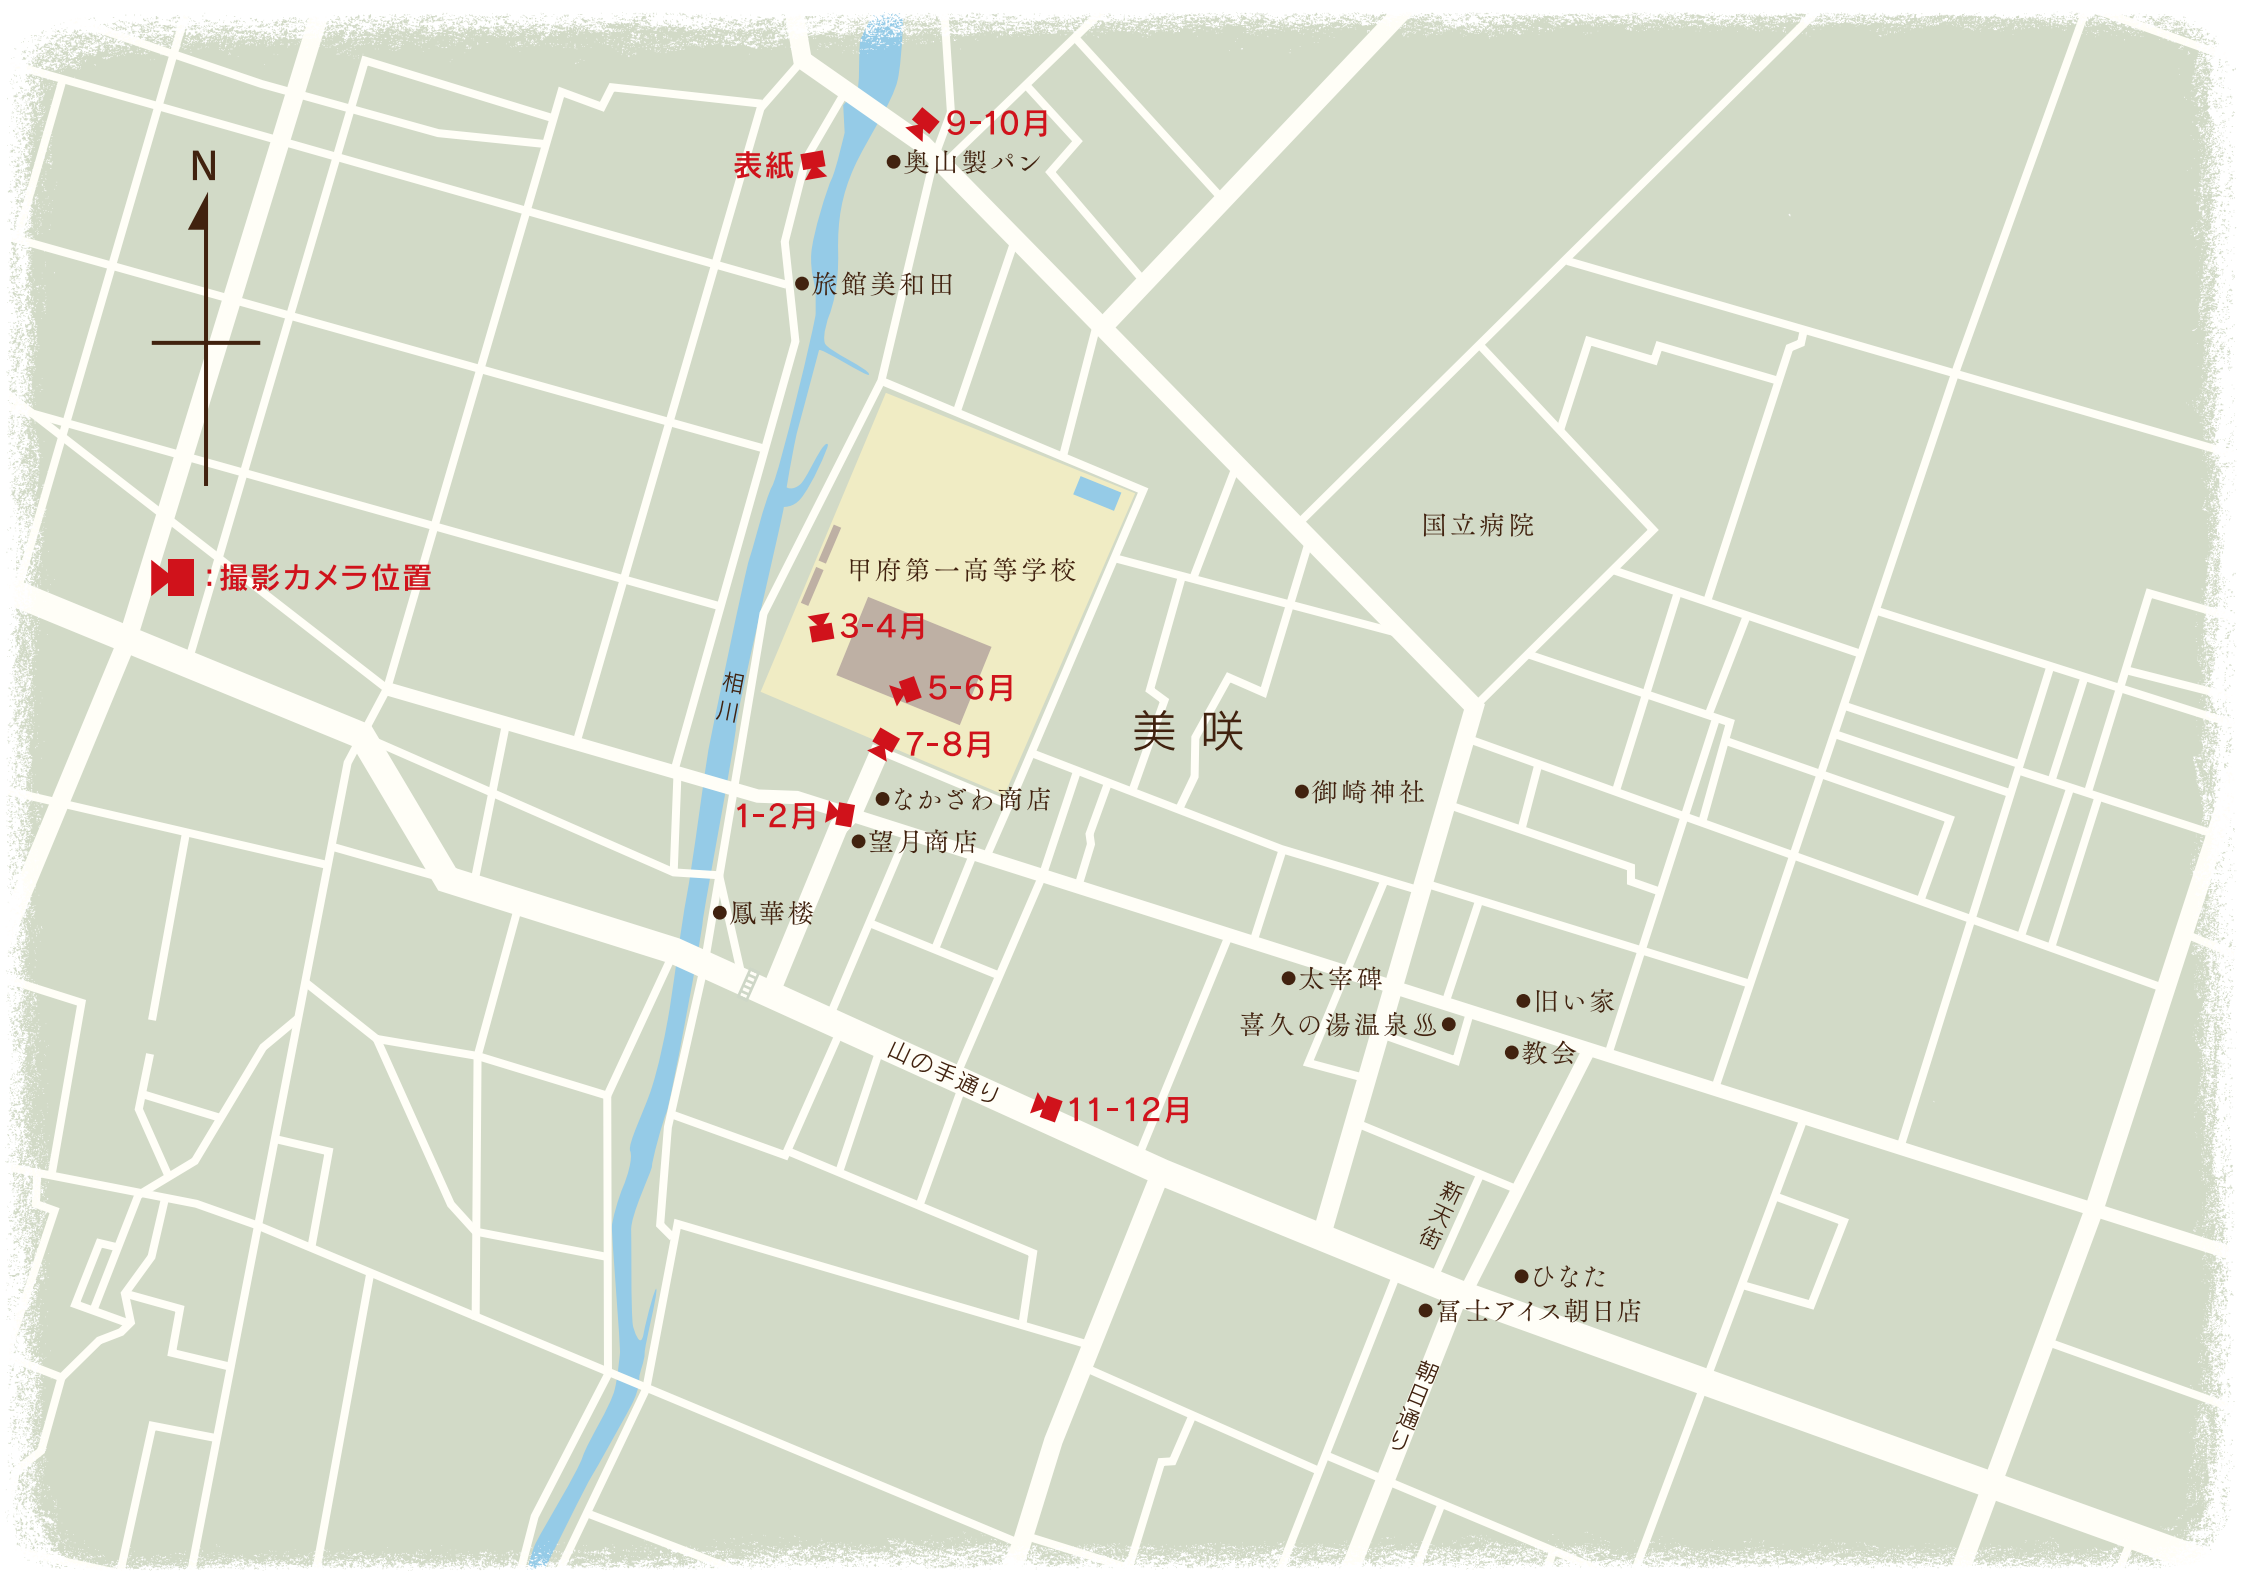 9-10月
N
表紙
奥山製パン
旅館美和田
国立病院
甲府第一高等学校
：撮影カメラ位置
3-4月
5-6月
相川
美咲
7-8月
御崎神社
なかざわ商店
1-2月
望月商店
鳳華楼
太宰碑
旧い家
喜久の湯温泉♨
教会
山の手通り
11-12月
新天街
ひなた
冨士アイス朝日店
朝日通り